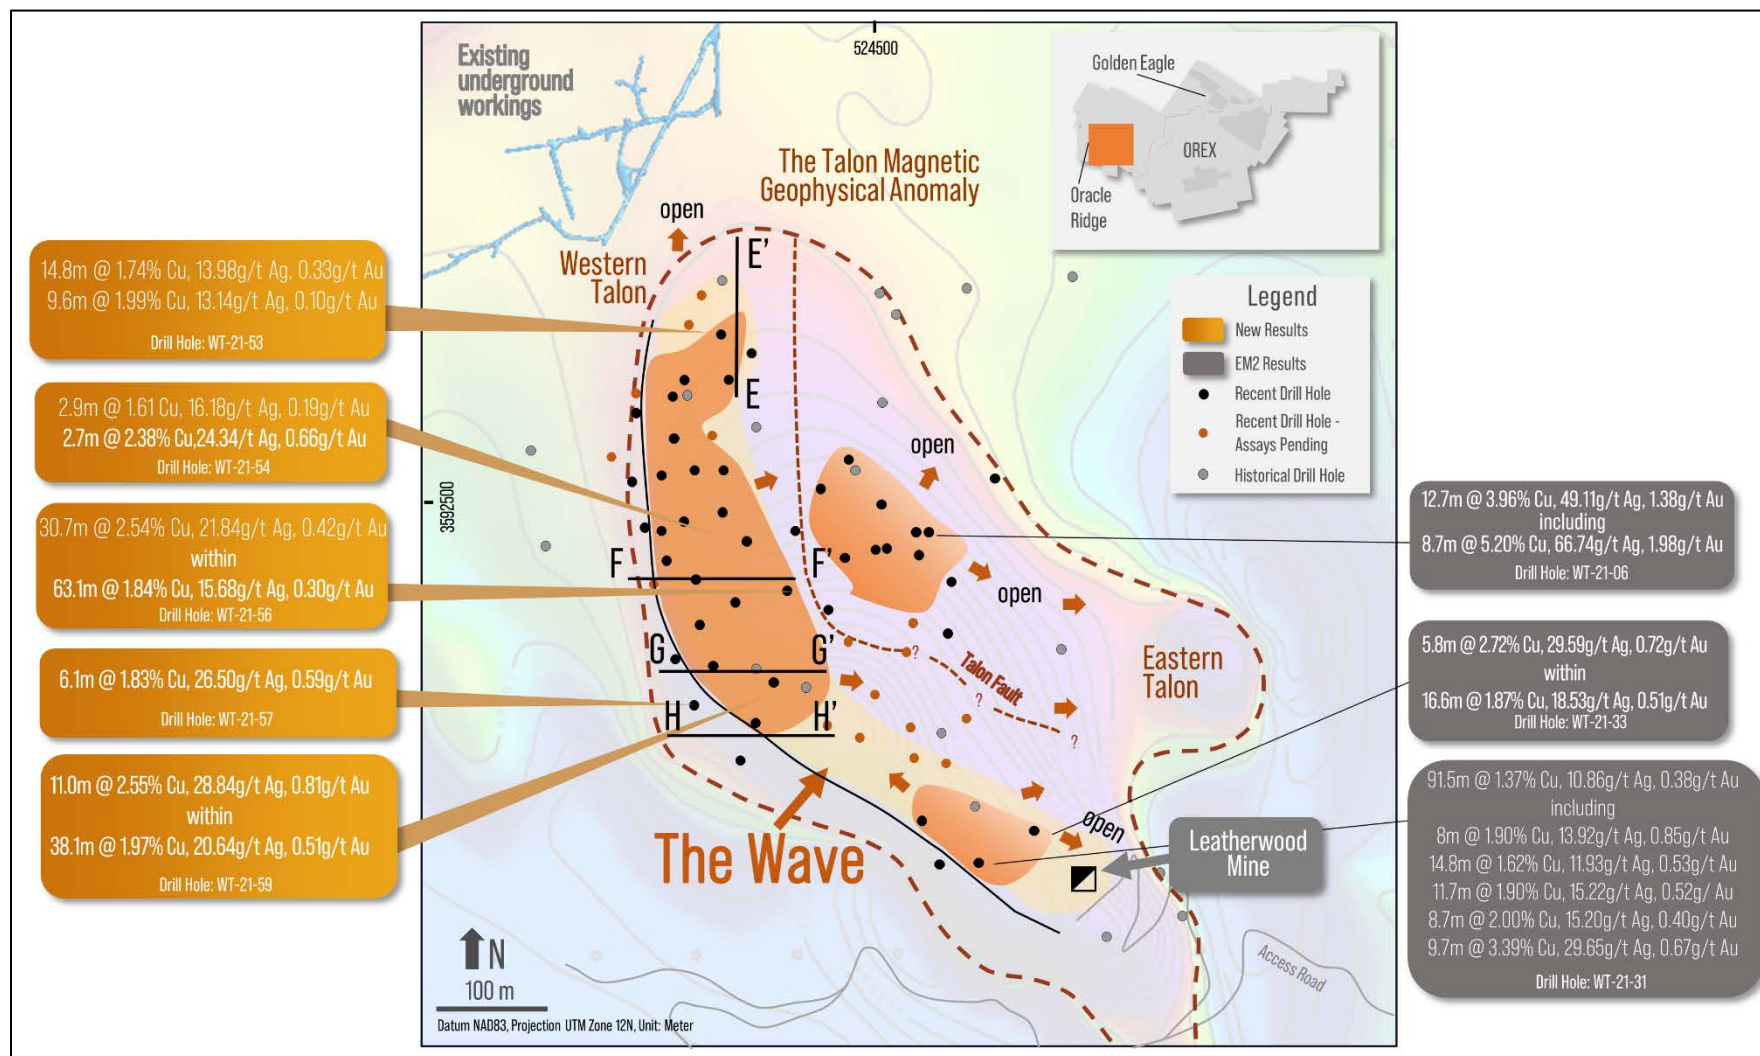 Existing
underground
workings
524500
3592500
The Talon Magnetic
Geophysical Anomaly
open
Western
Talon
E'
E
open
open
F
F'
G
G'
H
H'
?
Talon Fault
?
?
Eastern
Talon
The Wave
open
Leatherwood
Mine
Access Road
N
100 m
Datum NAD83, Projection UTM Zone 12N, Unit: Meter
Golden Eagle
OREX
Oracle
Ridge
Legend
New Results
EM2 Results
Recent Drill Hole
Recent Drill Hole -
Assays Pending
Historical Drill Hole
14.8m @ 1.74% Cu, 13.98g/t Ag, 0.33g/t Au
9.6m @ 1.99% Cu, 13.14g/t Ag, 0.10g/t Au
Drill Hole: WT-21-53
2.9m @ 1.61 Cu, 16.18g/t Ag, 0.19g/t Au
2.7m @ 2.38% Cu,24.34/t Ag, 0.66g/t Au
Drill Hole: WT-21-54
30.7m @ 2.54% Cu, 21.84g/t Ag, 0.42g/t Au
within
63.1m @ 1.84% Cu, 15.68g/t Ag, 0.30g/t Au
Drill Hole: WT-21-56
6.1m @ 1.83% Cu, 26.50g/t Ag, 0.59g/t Au
Drill Hole: WT-21-57
11.0m @ 2.55% Cu, 28.84g/t Ag, 0.81g/t Au
within
38.1m @ 1.97% Cu, 20.64g/t Ag, 0.51g/t Au
Drill Hole: WT-21-59
12.7m @ 3.96% Cu, 49.11g/t Ag, 1.38g/t Au
including
8.7m @ 5.20% Cu, 66.74g/t Ag, 1.98g/t Au
Drill Hole: WT-21-06
5.8m @ 2.72% Cu, 29.59g/t Ag, 0.72g/t Au
within
16.6m @ 1.87% Cu, 18.53g/t Ag, 0.51g/t Au
Drill Hole: WT-21-33
91.5m @ 1.37% Cu, 10.86g/t Ag, 0.38g/t Au
including
8m @ 1.90% Cu, 13.92g/t Ag, 0.85g/t Au
14.8m @ 1.62% Cu, 11.93g/t Ag, 0.53g/t Au
11.7m @ 1.90% Cu, 15.22g/t Ag, 0.52g/ Au
8.7m @ 2.00% Cu, 15.20g/t Ag, 0.40g/t Au
9.7m @ 3.39% Cu, 29.65g/t Ag, 0.67g/t Au
Drill Hole: WT-21-31